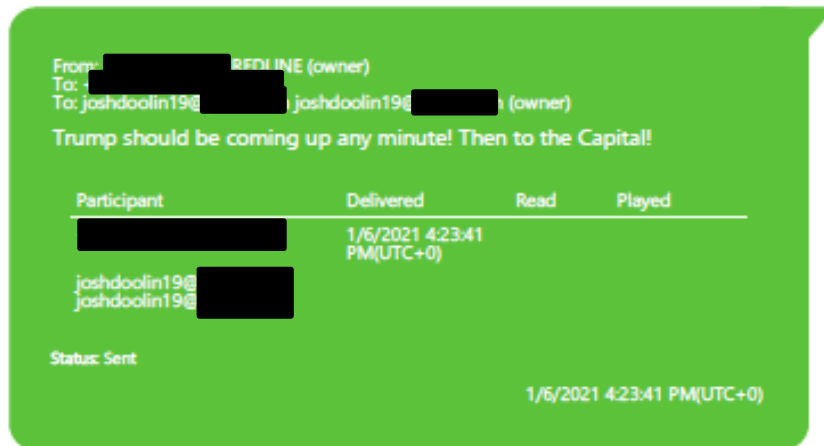 From: REDLINE (owner)
To:
To: joshdoolin19@ joshdoolin19@ (owner)
Trump should be coming up any minute! Then to the Capital!
Participant Delivered Read Played
1/6/2021 4:23:41
PM(UTC+0)
joshdoolin19@
joshdoolin19@
Status: Sent
1/6/2021 4:23:41 PM(UTC+0)